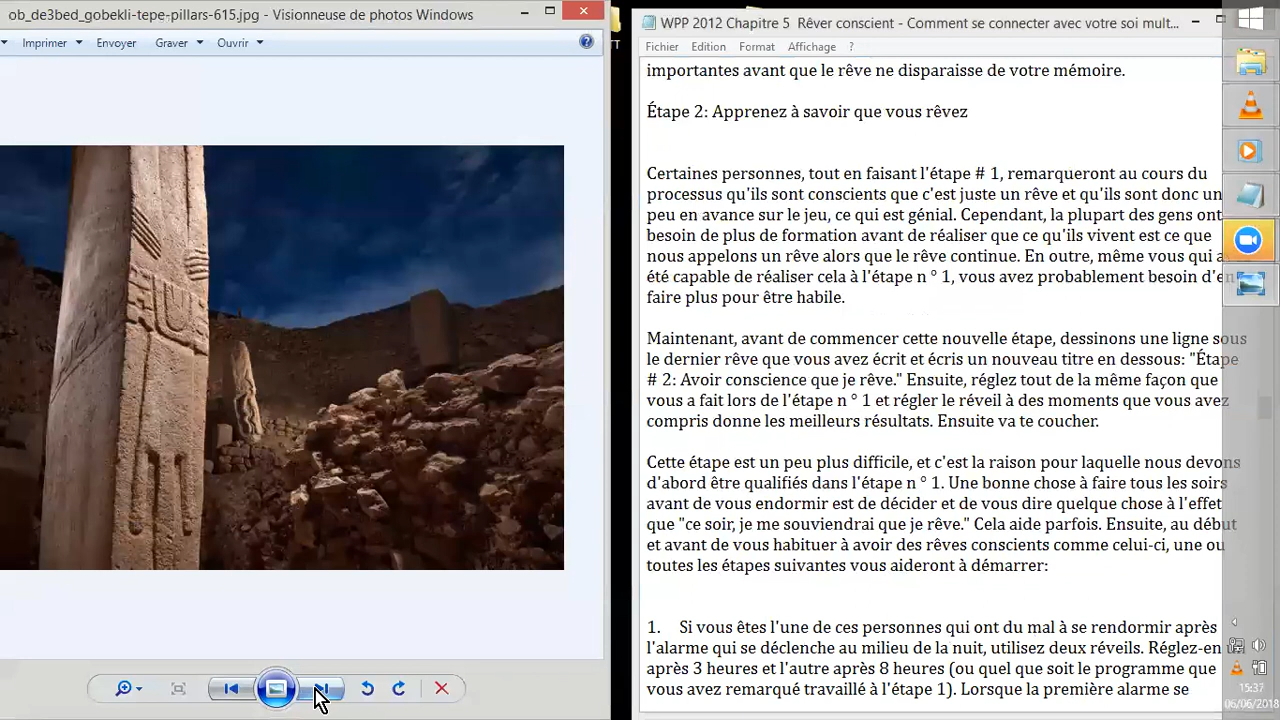 ob_de3bed_gobekli-tepe-pillars-615.jpg - Visionneuse de photos Windows
Imprimer Envoyer Graver Ouvrir
WPP 2012 Chapitre 5 Rêver conscient - Comment se connecter avec votre soi mult...
Fichier Edition Format Affichage ?
importantes avant que le rêve ne disparaisse de votre mémoire.
Étape 2: Apprenez à savoir que vous rêvez
Certaines personnes, tout en faisant l'étape # 1, remarqueront au cours du
processus qu'ils sont conscients que c'est juste un rêve et qu'ils sont donc un
peu en avance sur le jeu, ce qui est génial. Cependant, la plupart des gens ont
besoin de plus de formation avant de réaliser que ce qu'ils vivent est ce que
nous appelons un rêve alors que le rêve continue. En outre, même vous qui a
été capable de réaliser cela à l'étape n ° 1, vous avez probablement besoin d'en
faire plus pour être habile.
Maintenant, avant de commencer cette nouvelle étape, dessinons une ligne sous
le dernier rêve que vous avez écrit et écris un nouveau titre en dessous: "Étape
# 2: Avoir conscience que je rêve." Ensuite, réglez tout de la même façon que
vous a fait lors de l'étape n ° 1 et régler le réveil à des moments que vous avez
compris donne les meilleurs résultats. Ensuite va te coucher.
Cette étape est un peu plus difficile, et c'est la raison pour laquelle nous devons
d'abord être qualifiés dans l'étape n ° 1. Une bonne chose à faire tous les soirs
avant de vous endormir est de décider et de vous dire quelque chose à l'effet
que "ce soir, je me souviendrai que je rêve." Cela aide parfois. Ensuite, au début
et avant de vous habituer à avoir des rêves conscients comme celui-ci, une ou
toutes les étapes suivantes vous aideront à démarrer:
1. Si vous êtes l'une de ces personnes qui ont du mal à se rendormir après
l'alarme qui se déclenche au milieu de la nuit, utilisez deux réveils. Réglez-en
après 3 heures et l'autre après 8 heures (ou quel que soit le programme que
vous avez remarqué travaillé à l'étape 1). Lorsque la première alarme se
15:37
06/06/2018